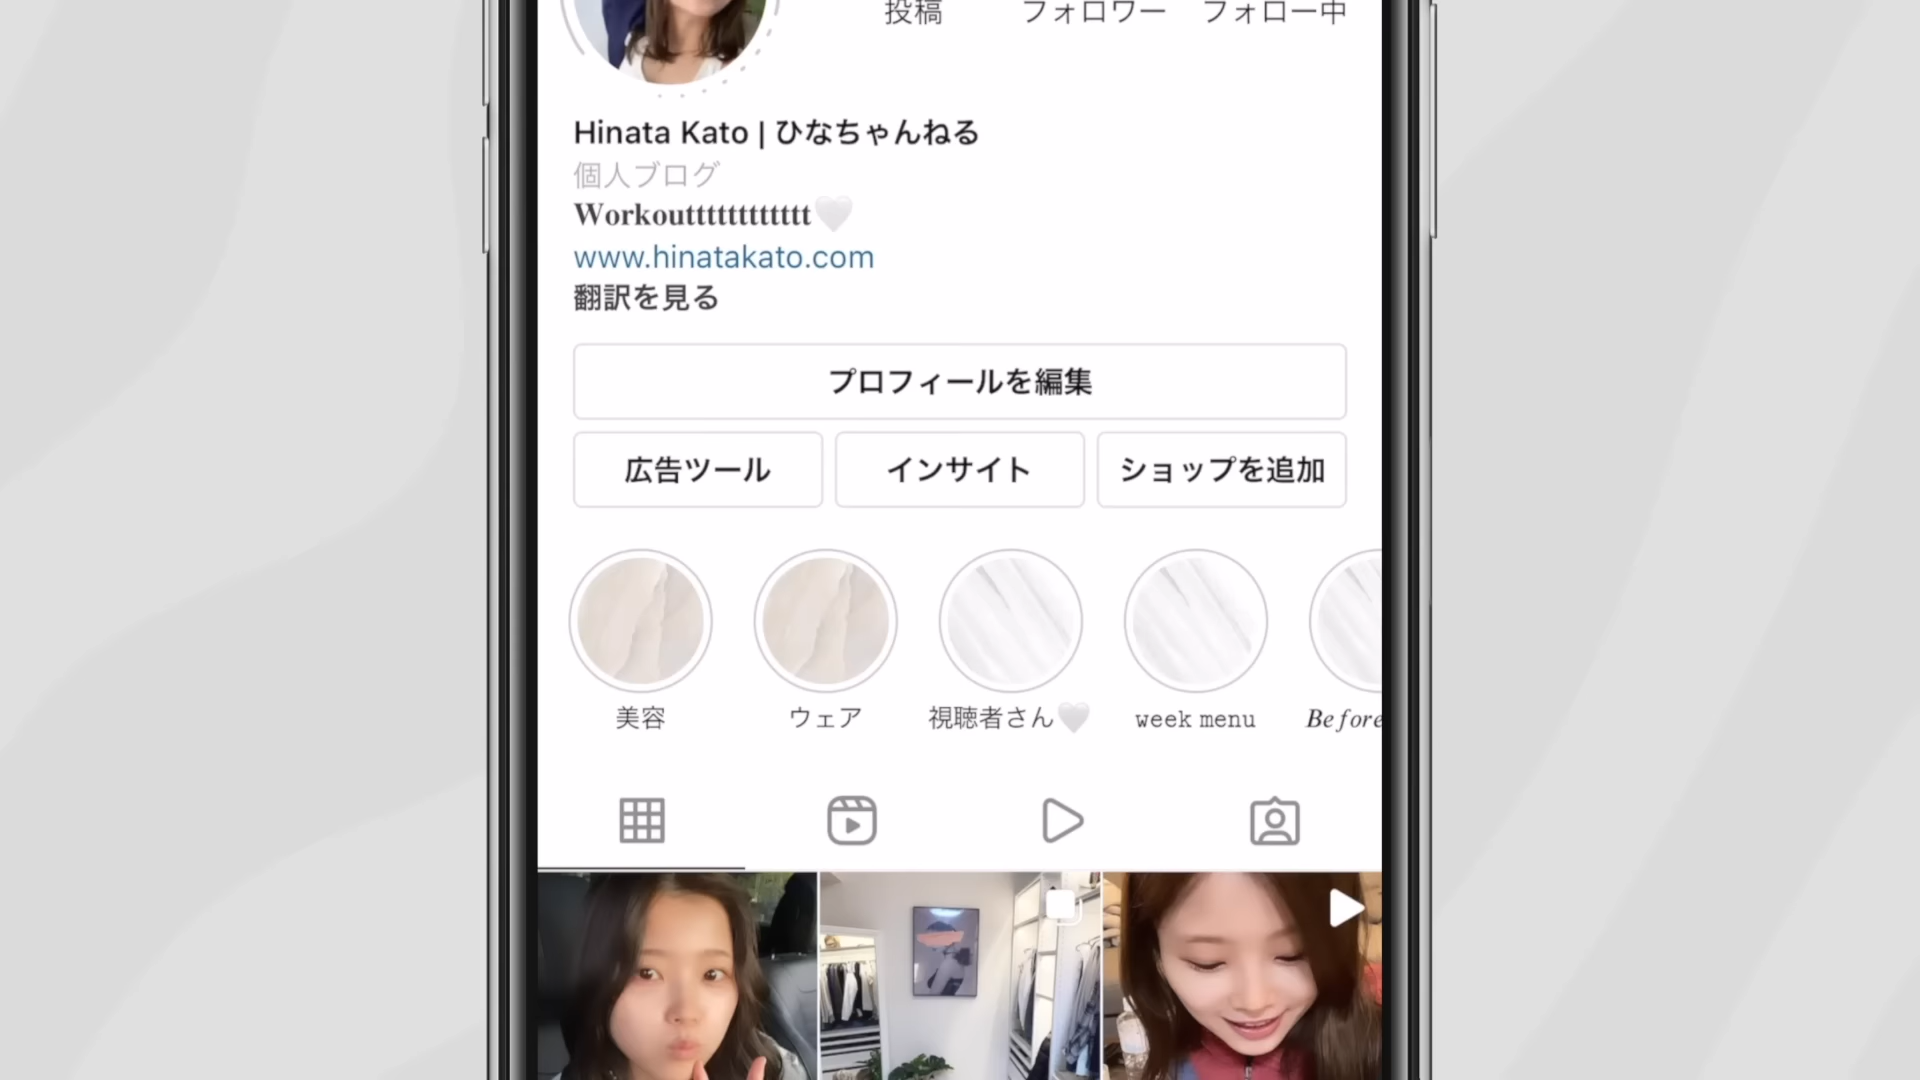 投稿 フォロワー フォロー中
Hinata Kato | ひなちゃんねる
個人ブログ
Workoutttttttttttt🤍
www.hinatakato.com
翻訳を見る
プロフィールを編集
広告ツール インサイト ショップを追加
美容 ウェア 視聴者さん🤍 week menu Before